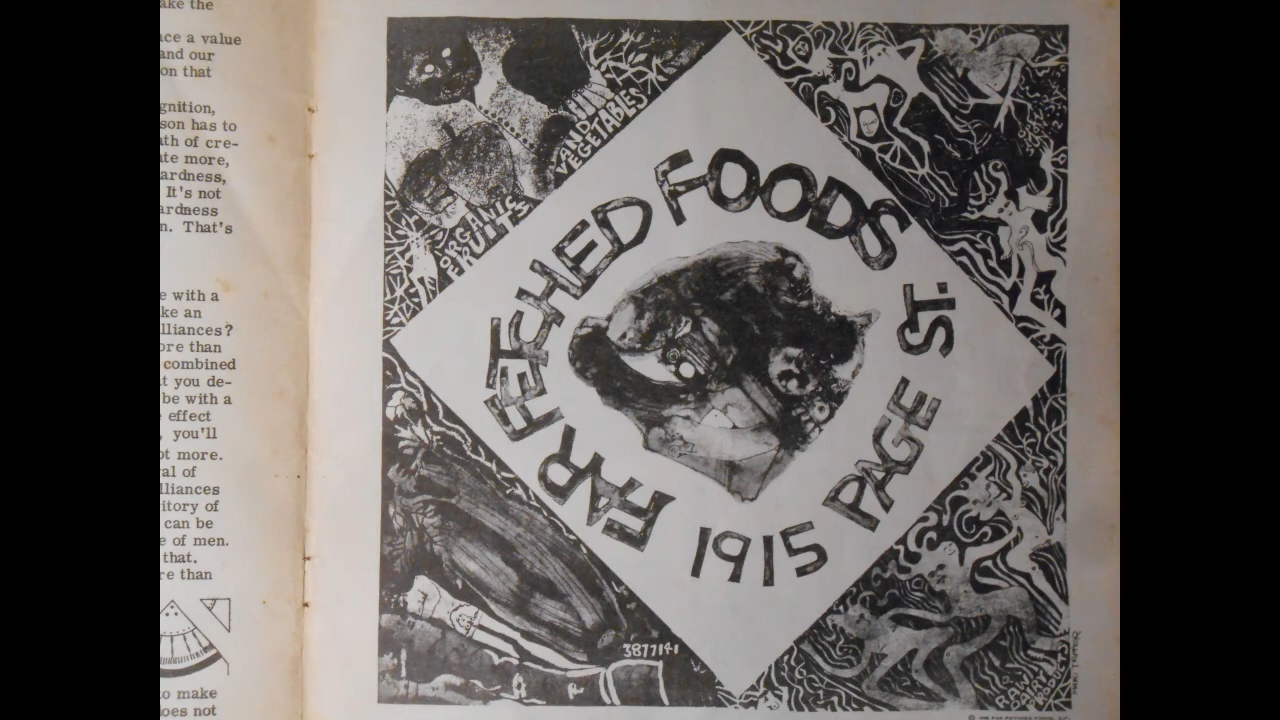 ake the
ace a value
and our
on that
gnition,
son has to
ath of cre-
ate more,
ardness,
It's not
ardness
n. That's
e with a
ke an
lliances?
ore than
combined
t you de-
be with a
effect
, you'll
ot more.
al of
lliances
itory of
can be
e of men.
that.
re than
o make
oes not
ORGANIC
FRUITS
AND
VEGETABLES
FAR FETCHED FOODS
1915 PAGE ST.
3877141
RAW
DAIRY
PRODUCTS